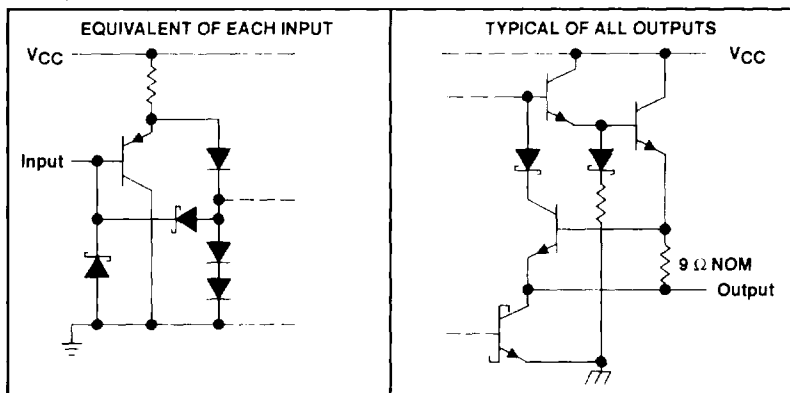 EQUIVALENT OF EACH INPUT
VCC
Input
TYPICAL OF ALL OUTPUTS
VCC
9 Ω NOM
Output